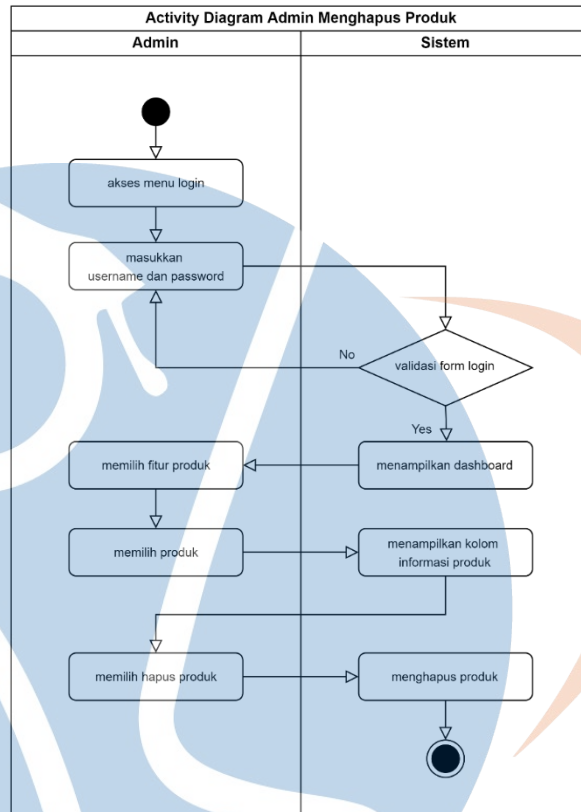 Activity Diagram Admin Menghapus Produk
Admin
Sistem
akses menu login
masukkan
username dan password
validasi form login
No
Yes
menampilkan dashboard
memilih fitur produk
memilih produk
menampilkan kolom
informasi produk
memilih hapus produk
menghapus produk